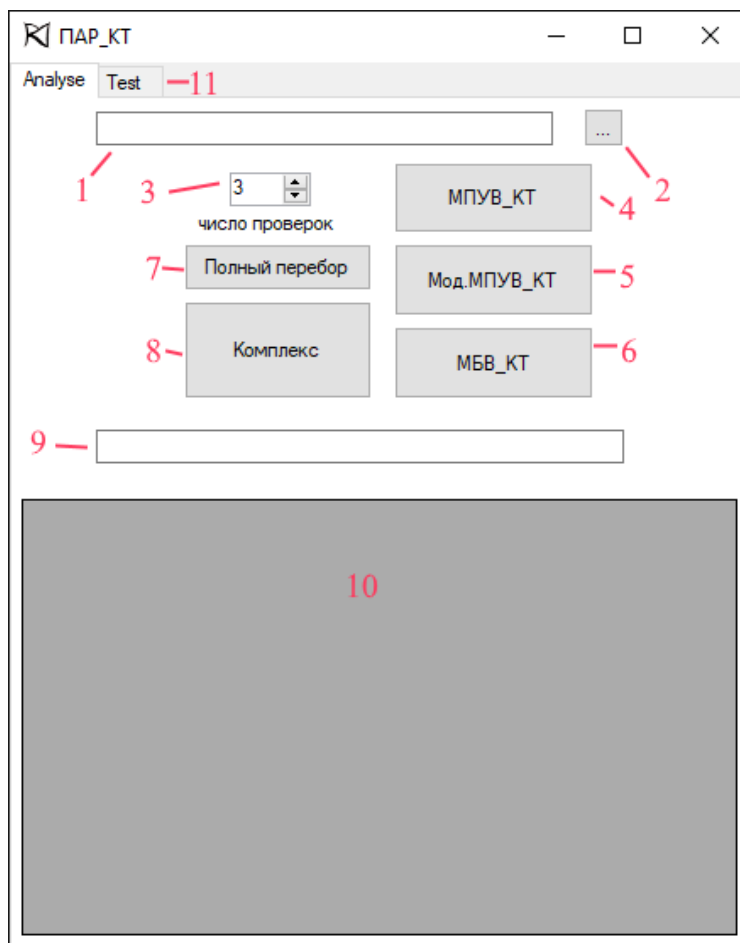 ПАР_КТ
Analyse Test 11
...
1
3 3
2
МПУВ_КТ
4
число проверок
7 Полный перебор
Мод.МПУВ_КТ 5
8 Комплекс
МБВ_КТ 6
9
10